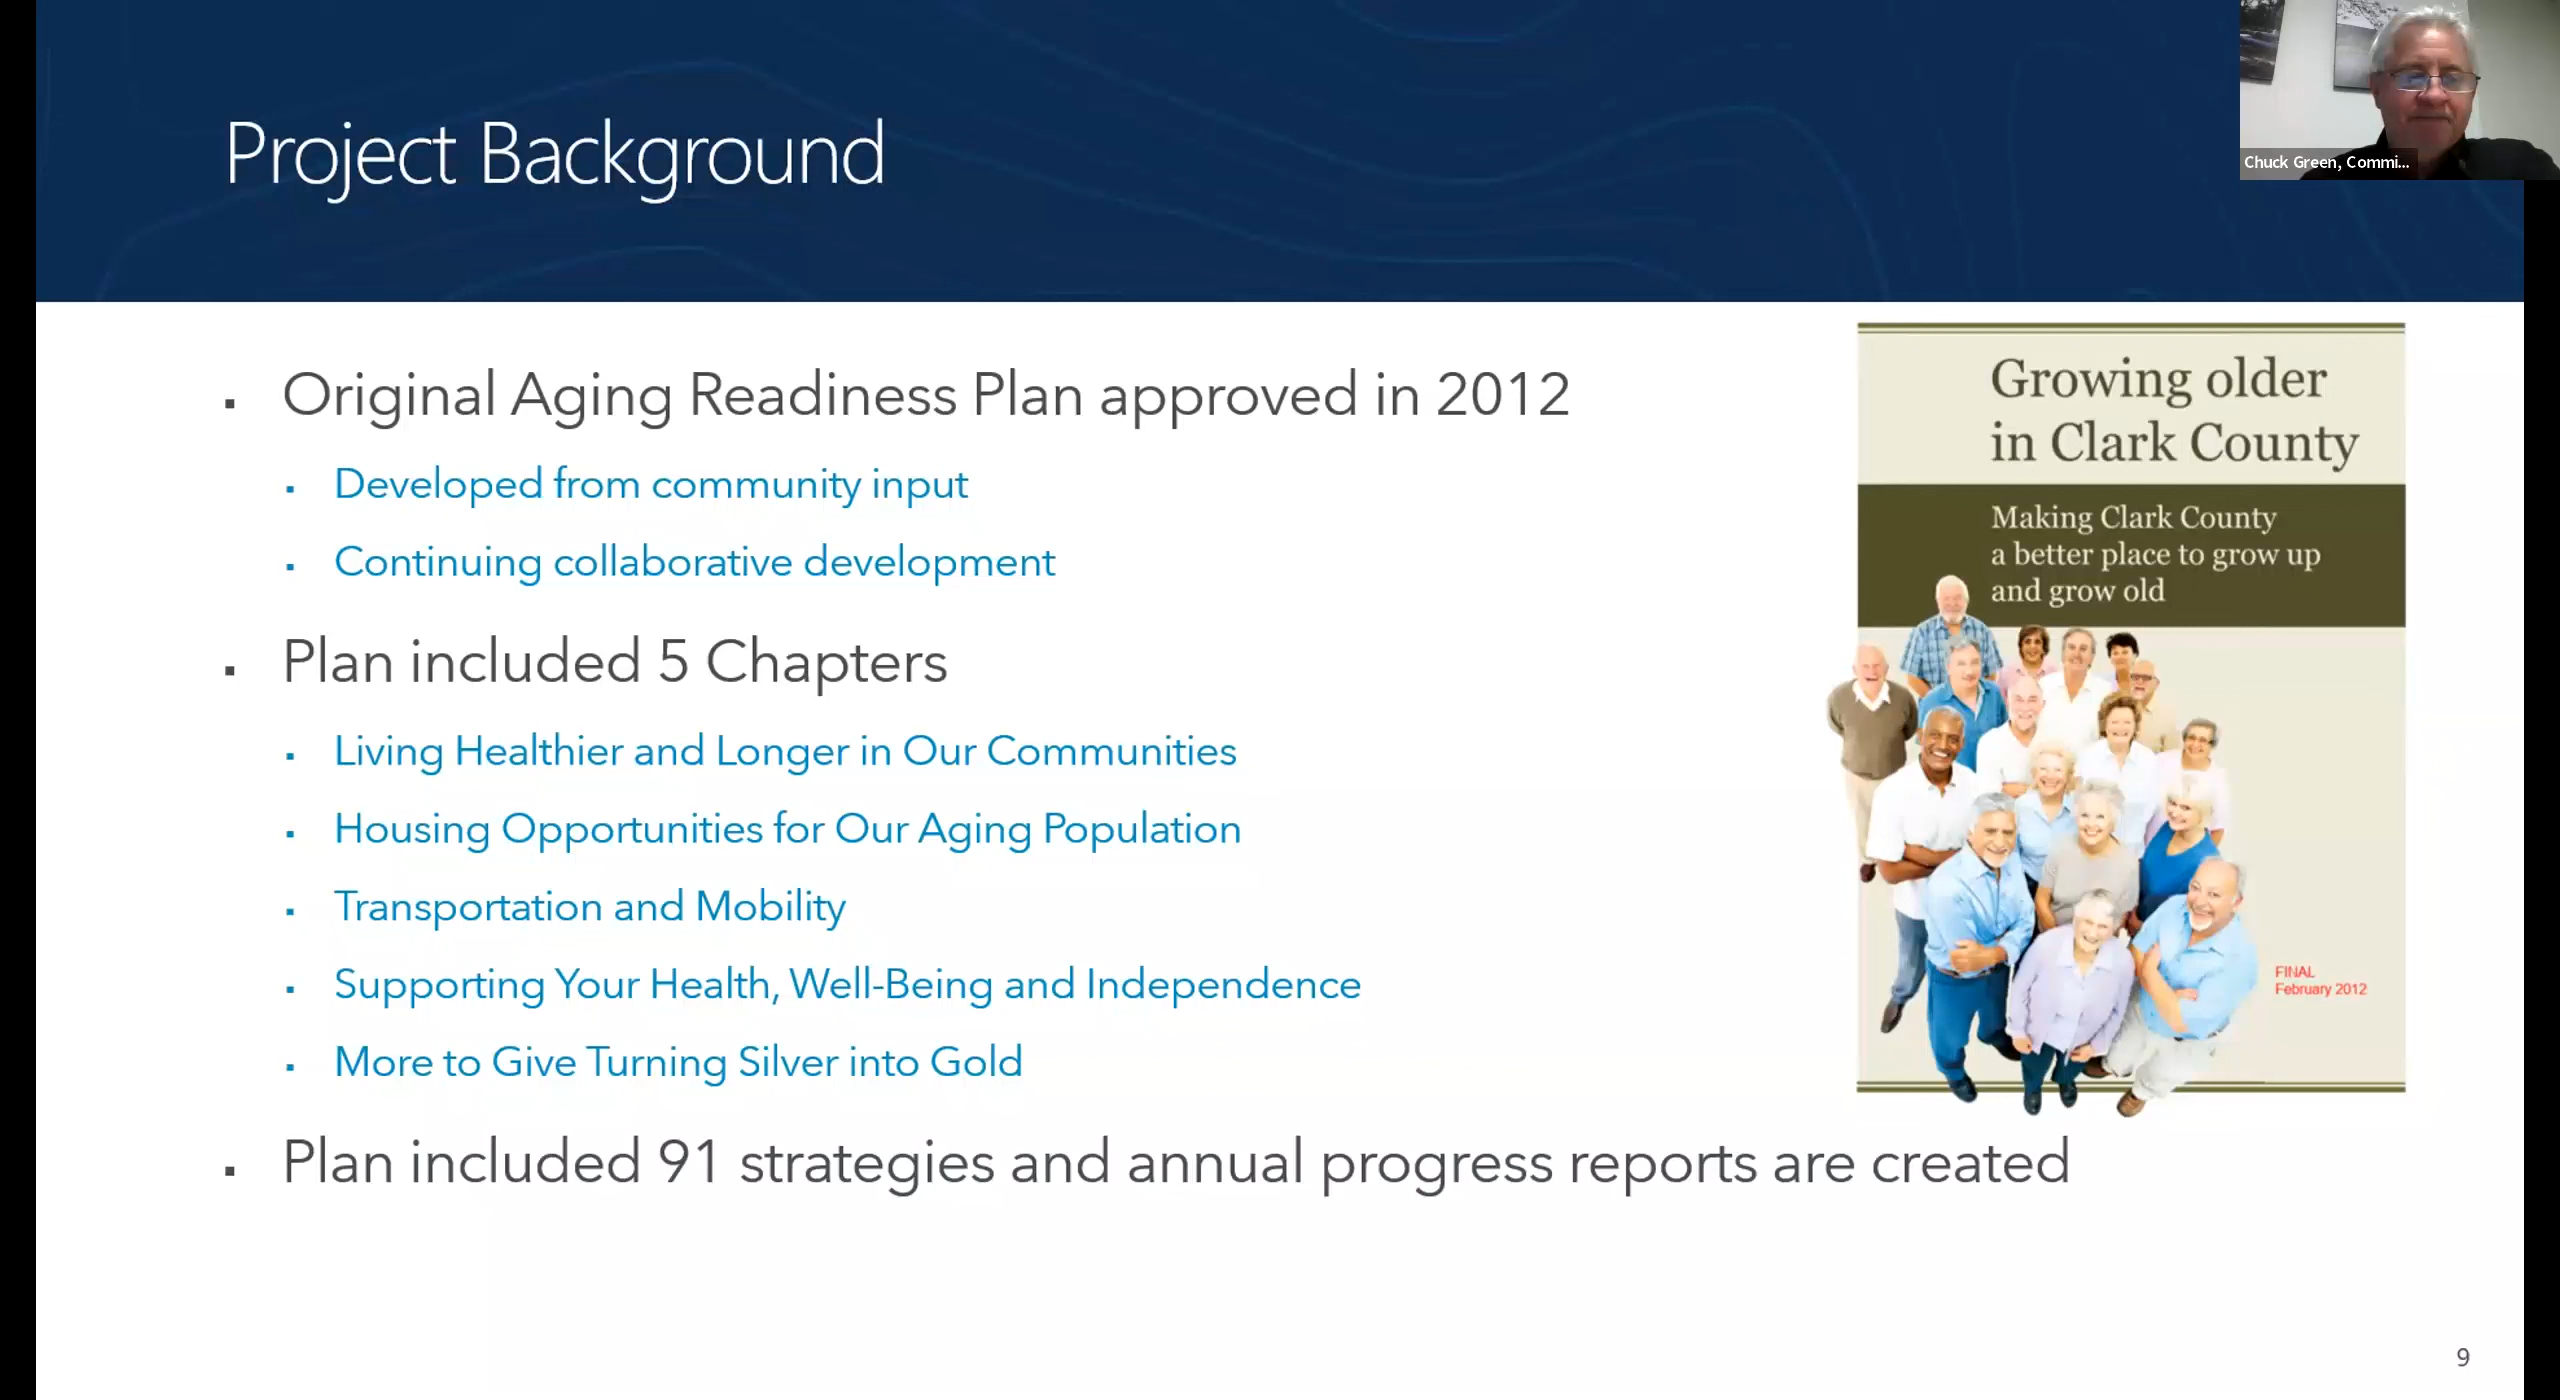 Project Background
Chuck Green, Commi...
Original Aging Readiness Plan approved in 2012
Developed from community input
Continuing collaborative development
Plan included 5 Chapters
Living Healthier and Longer in Our Communities
Housing Opportunities for Our Aging Population
Transportation and Mobility
Supporting Your Health, Well-Being and Independence
More to Give Turning Silver into Gold
Plan included 91 strategies and annual progress reports are created
Growing older
in Clark County
Making Clark County
a better place to grow up
and grow old
FINAL
February 2012
9